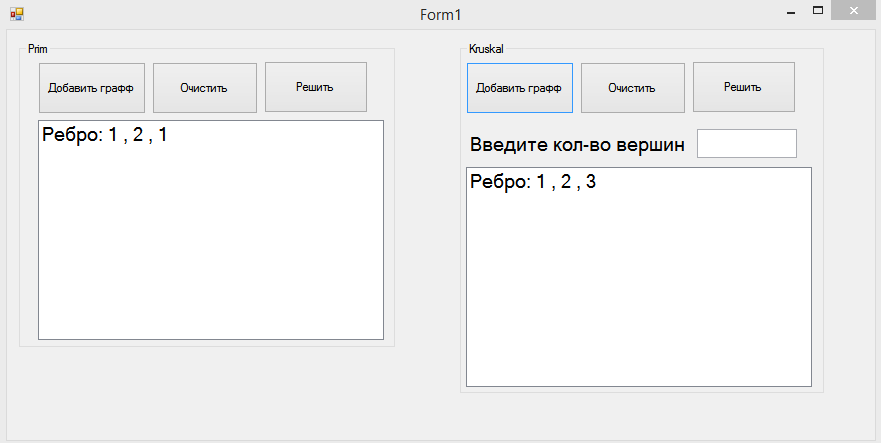 Form1
Prim
Добавить графф Очистить Решить
Ребро: 1 , 2 , 1
Kruskal
Добавить графф Очистить Решить
Введите кол-во вершин
Ребро: 1 , 2 , 3